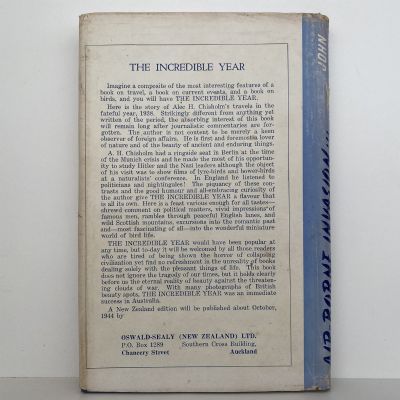 THE INCREDIBLE YEAR
Imagine a composite of the most interesting features of a
book on travel, a book on current events, and a book on
birds, and you will have THE INCREDIBLE YEAR.
Here is the story of Alec H. Chisholm's travels in the
fateful year, 1938. Strikingly different from anything yet
written of the period, the absorbing interest of this book
will remain long after journalistic commentaries are for-
gotten. The author is not content to be merely a keen
observer of foreign affairs. He is first and foremost a lover
of nature and of the beauty of ancient and enduring things.
A. H. Chisholm had a ringside seat in Berlin at the time
of the Munich crisis and he made the most of his opportun-
ity to study Hitler and the Nazi leaders although the object
of his visit was to show films of lyre-birds and bower-birds
at a naturalists' conference. In England he listened to
politicians and nightingales! The piquancy of these con-
trasts and the good humour and all-embracing curiosity of
the author give THE INCREDIBLE YEAR a flavour that
is all its own. Here is a feast various enough for all tastes—
shrewd comment on political matters, vivid impressions of
famous men, rambles through peaceful English lanes, and
wild Scottish mountains, excursions into the romantic past
and—most fascinating of all—into the wonderful miniature
world of bird life.
THE INCREDIBLE YEAR would have been popular at
any time, but to-day it will be welcomed by all those readers
who are tired of being shown the horror of collapsing
civilization yet find no refreshment in the unreality of books
dealing solely with the pleasant things of life. This book
does not ignore the tragedy of our times, but it holds clearly
before us the eternal reality of beauty against the threaten-
ing clouds of war. With many photographs of British
beauty spots, THE INCREDIBLE YEAR was an immediate
success in Australia.
A New Zealand edition will be published about October,
1944 by
OSWALD-SEALY (NEW ZEALAND) LTD.
P.O. Box 1289 Southern Cross Building,
Chancery Street Auckland
JOHN
AIR BORNE INVASION